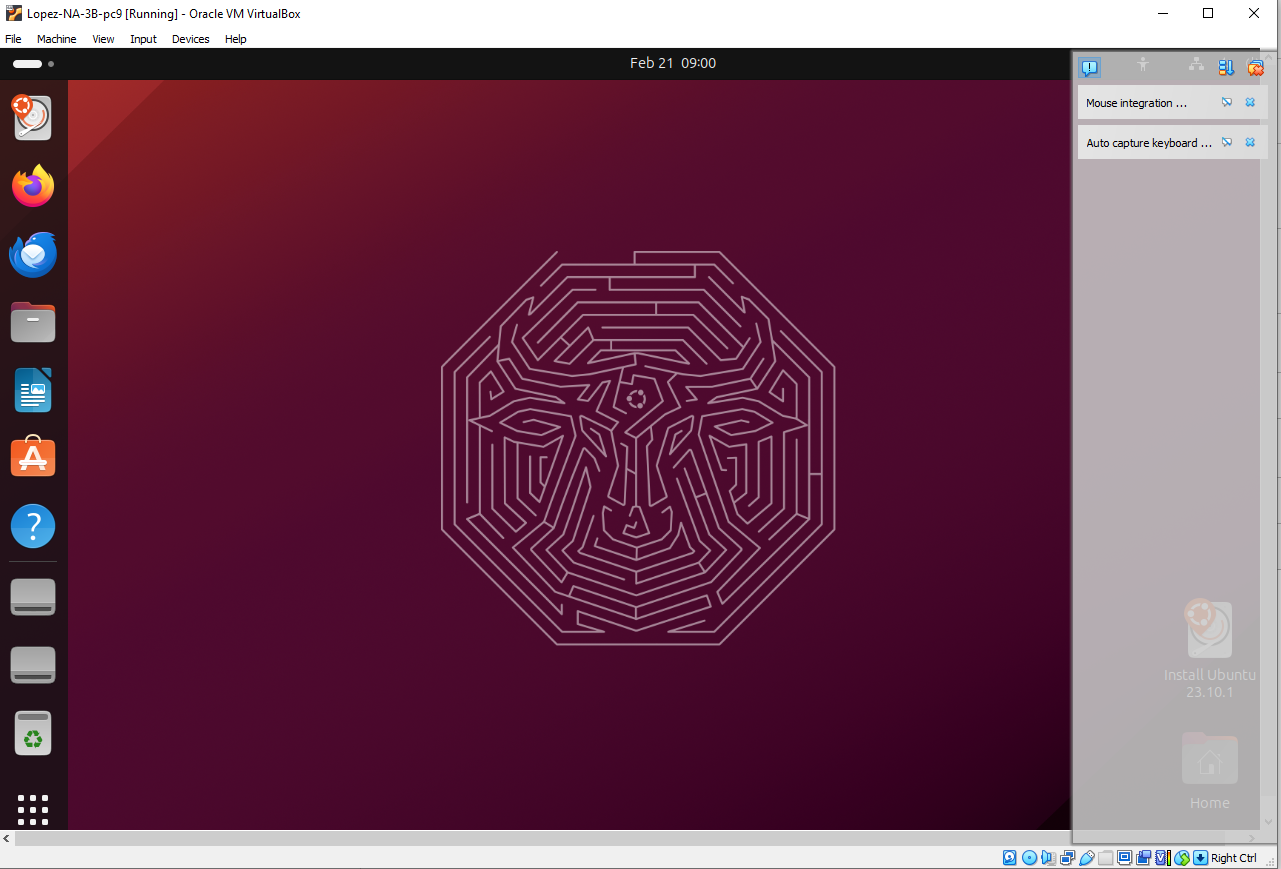 Lopez-NA-3B-pc9 [Running] - Oracle VM VirtualBox
File Machine View Input Devices Help
Feb 21 09:00
Mouse integration ...
Auto capture keyboard ...
Install Ubuntu
23.10.1
Home
Right Ctrl